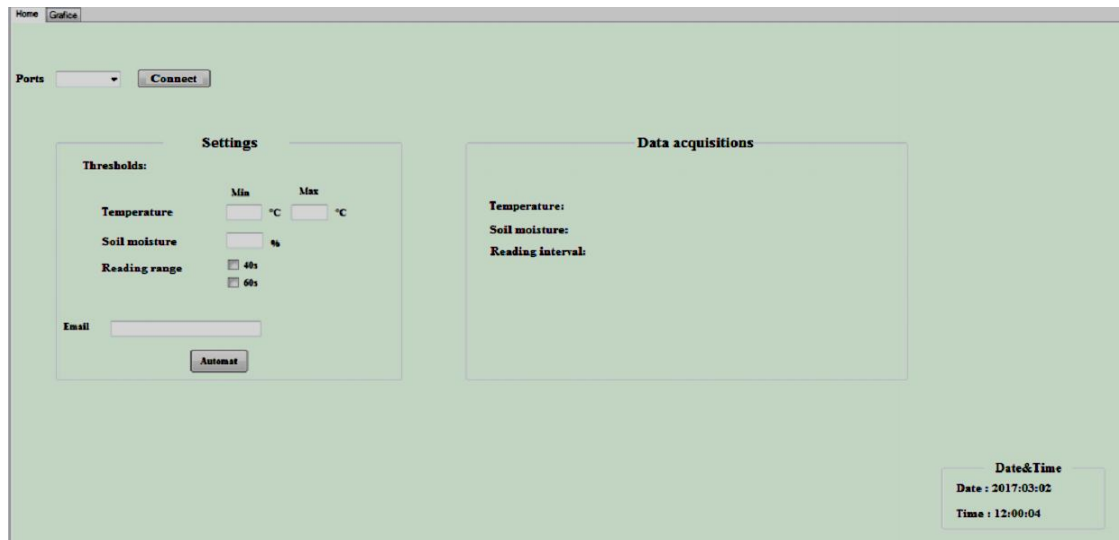 Home Grafice
Ports Connect
Settings
Thresholds:
Min Max
Temperature °C °C
Soil moisture %
Reading range 40s
60s
Email
Automat
Data acquisitions
Temperature:
Soil moisture:
Reading interval:
Date&Time
Date : 2017:03:02
Time : 12:00:04